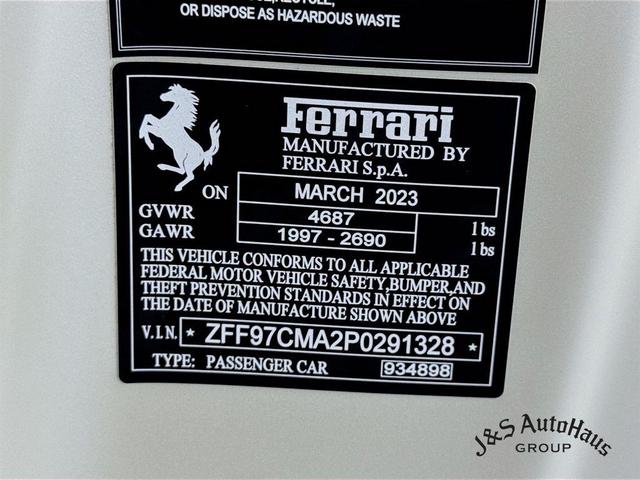 OR DISPOSE AS HAZARDOUS WASTE
Ferrari
MANUFACTURED BY
FERRARI S.p.A.
ON MARCH 2023
GVWR 4687 lbs
GAWR 1997 - 2690 lbs
THIS VEHICLE CONFORMS TO ALL APPLICABLE
FEDERAL MOTOR VEHICLE SAFETY,BUMPER,AND
THEFT PREVENTION STANDARDS IN EFFECT ON
THE DATE OF MANUFACTURE SHOWN ABOVE
V.I.N. * ZFF97CMA2P0291328 *
TYPE: PASSENGER CAR 934898
J&S AutoHaus
GROUP